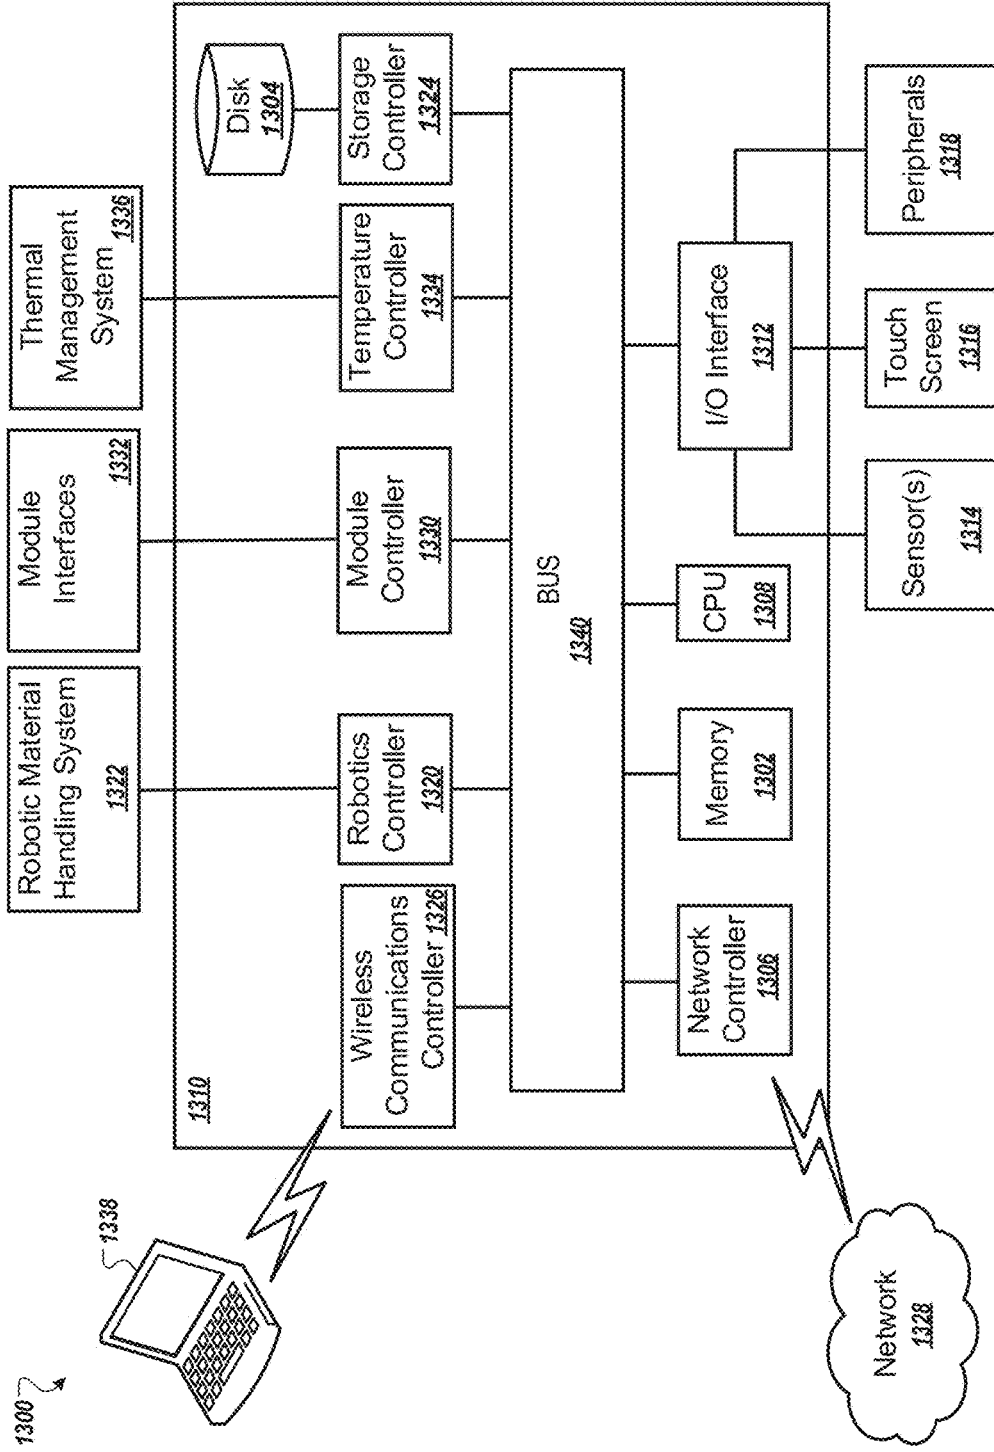 1300
1338
1310
Robotic Material
Handling System
1322
Module
Interfaces
1332
Thermal
Management
System
1336
Wireless
Communications
Controller 1326
Robotics
Controller
1320
Module
Controller
1330
Temperature
Controller
1334
Storage
Controller
1324
Disk
1304
BUS
1340
Network
Controller
1306
Memory
1302
CPU
1308
I/O Interface
1312
Network
1328
Sensor(s)
1314
Touch
Screen
1316
Peripherals
1318